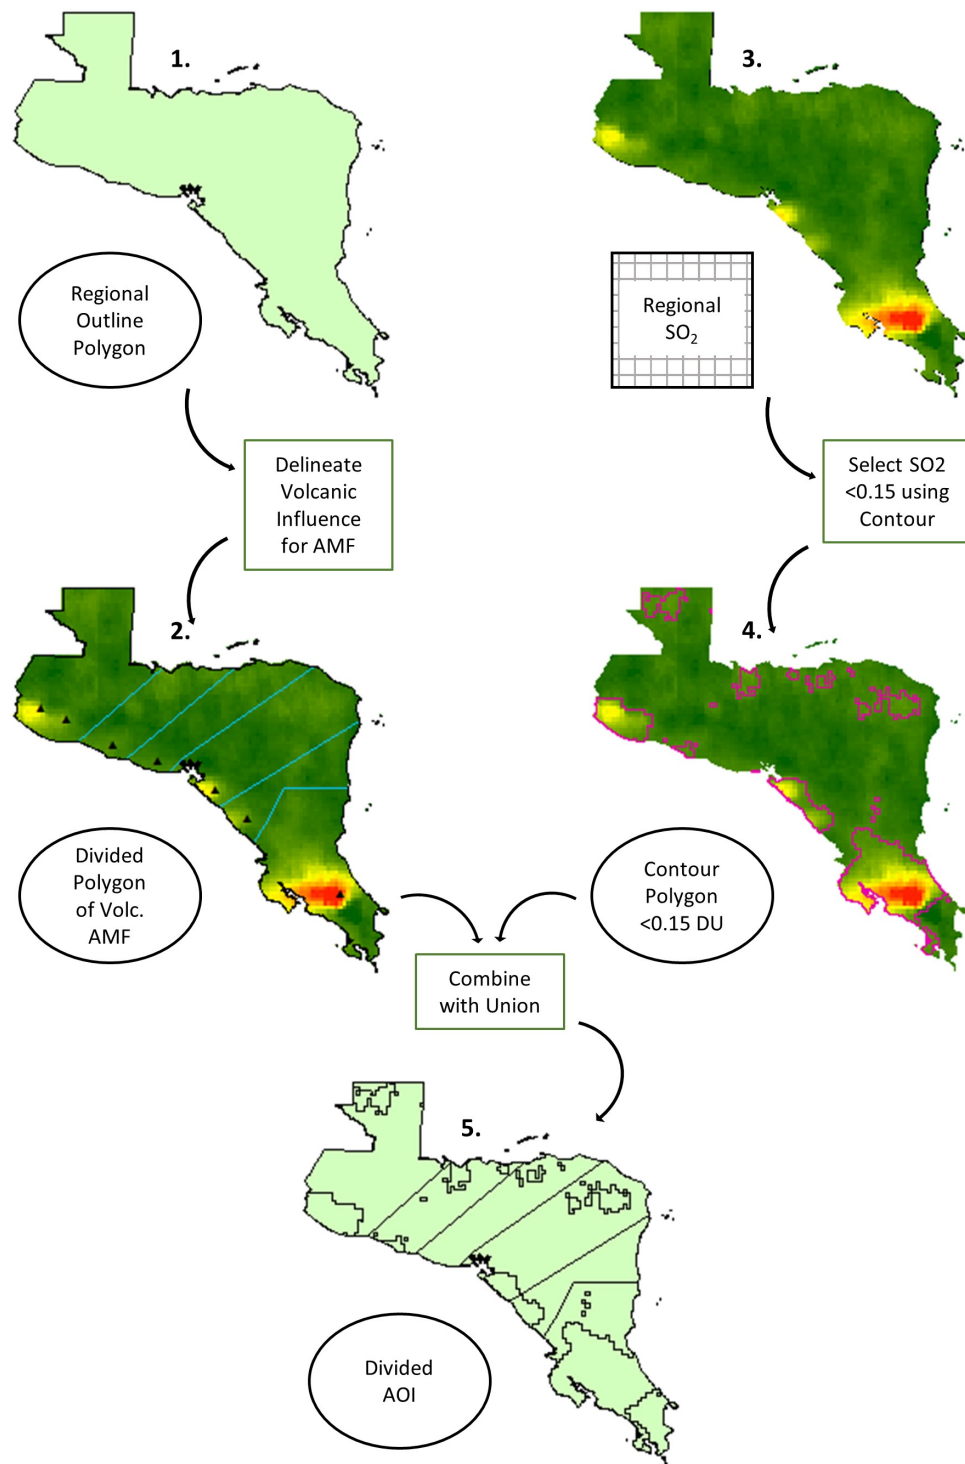 1.
3.
Regional
Outline
Polygon
Regional
SO₂
Delineate
Volcanic
Influence
for AMF
Select SO2
<0.15 using
Contour
2.
4.
Divided
Polygon
of Volc.
AMF
Contour
Polygon
<0.15 DU
Combine
with Union
5.
Divided
AOI